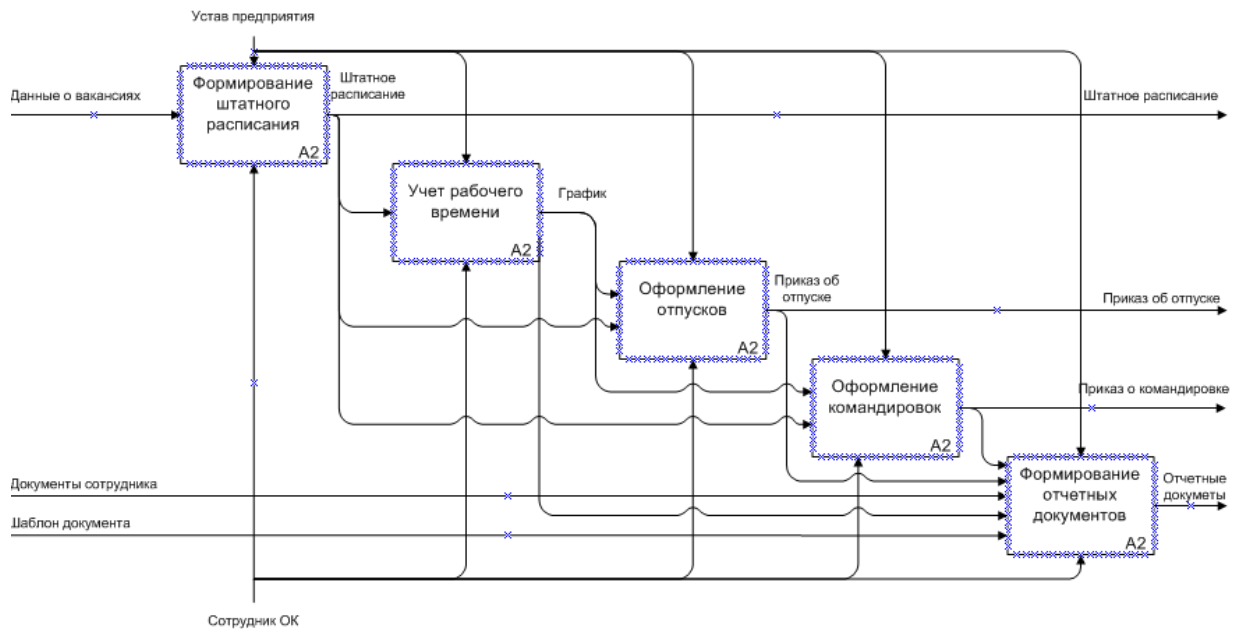 Устав предприятия
Данные о вакансиях
Формирование
штатного
расписания
A2
Штатное
расписание
Штатное расписание
Учет рабочего
времени
A2
График
Оформление
отпусков
A2
Приказ об
отпуске
Приказ об отпуске
Оформление
командировок
A2
Приказ о командировке
Документы сотрудника
Шаблон документа
Формирование
отчетных
документов
A2
Отчетные
докуметы
Сотрудник ОК